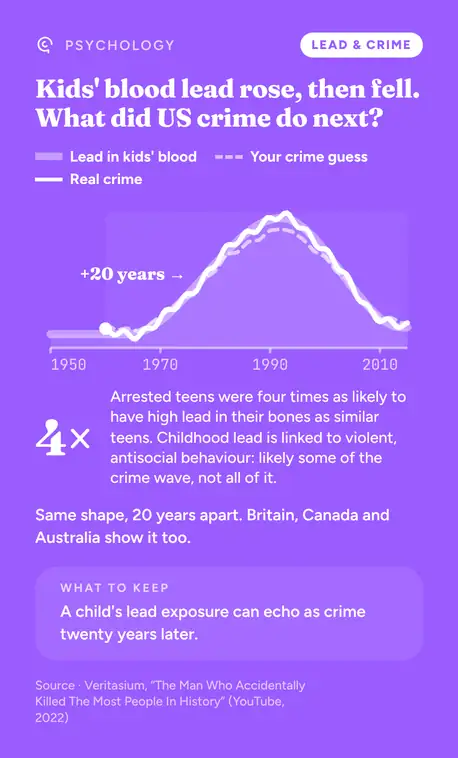 PSYCHOLOGY
LEAD & CRIME
Kids' blood lead rose, then fell.
What did US crime do next?
Lead in kids' blood
Your crime guess
Real crime
+20 years →
1950 1970 1990 2010
4×
Arrested teens were four times as likely to
have high lead in their bones as similar
teens. Childhood lead is linked to violent,
antisocial behaviour: likely some of the
crime wave, not all of it.
Same shape, 20 years apart. Britain, Canada and
Australia show it too.
WHAT TO KEEP
A child's lead exposure can echo as crime
twenty years later.
Source · Veritasium, “The Man Who Accidentally
Killed The Most People In History” (YouTube,
2022)